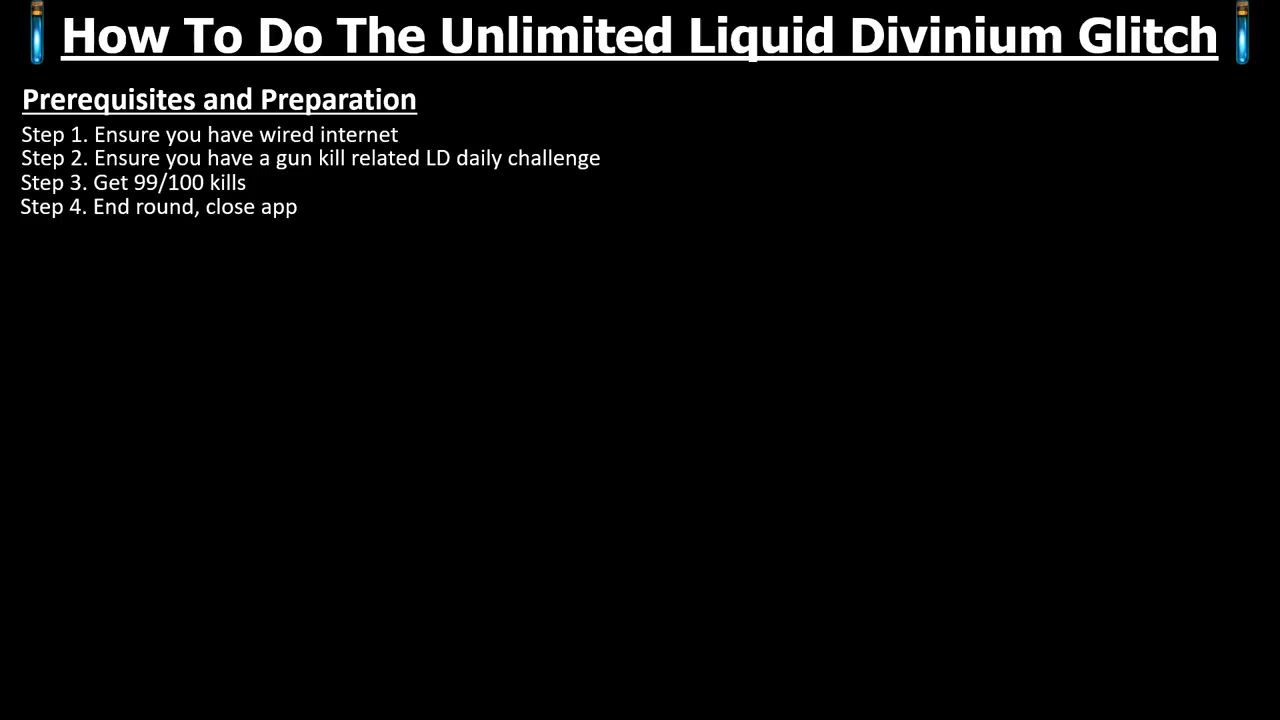 How To Do The Unlimited Liquid Divinium Glitch
Prerequisites and Preparation
Step 1. Ensure you have wired internet
Step 2. Ensure you have a gun kill related LD daily challenge
Step 3. Get 99/100 kills
Step 4. End round, close app